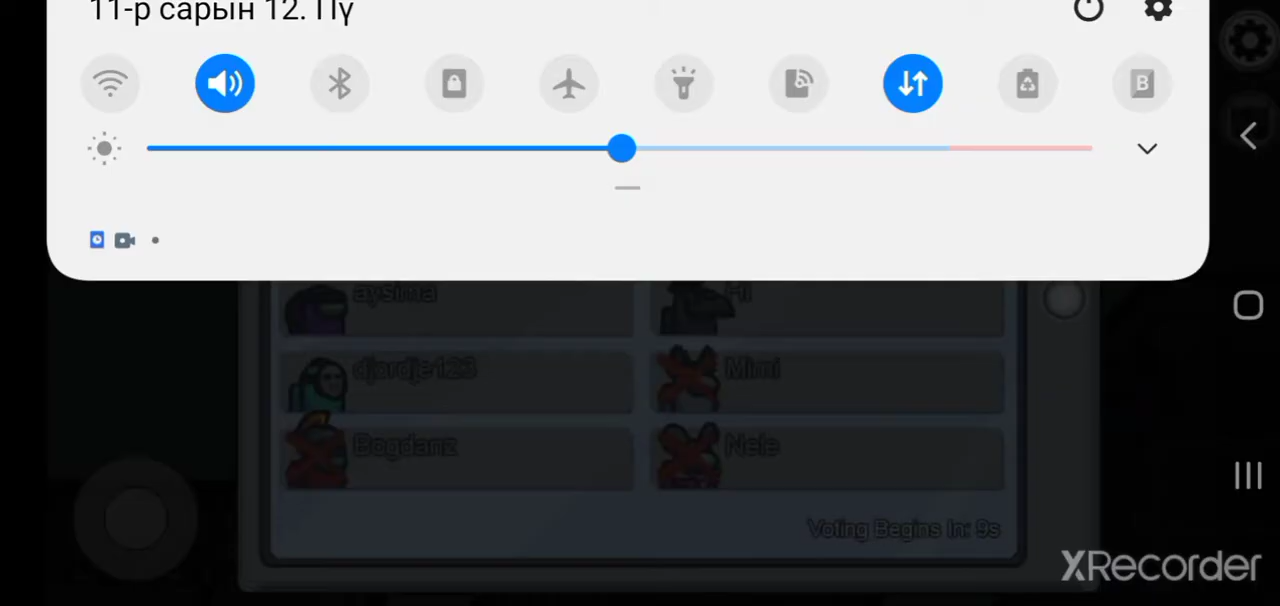 11-р сарын 12. Пү
B
aysima
Hi
djordje123
Mimi
Bogdanz
Nele
Voting Begins In: 9s
XRecorder